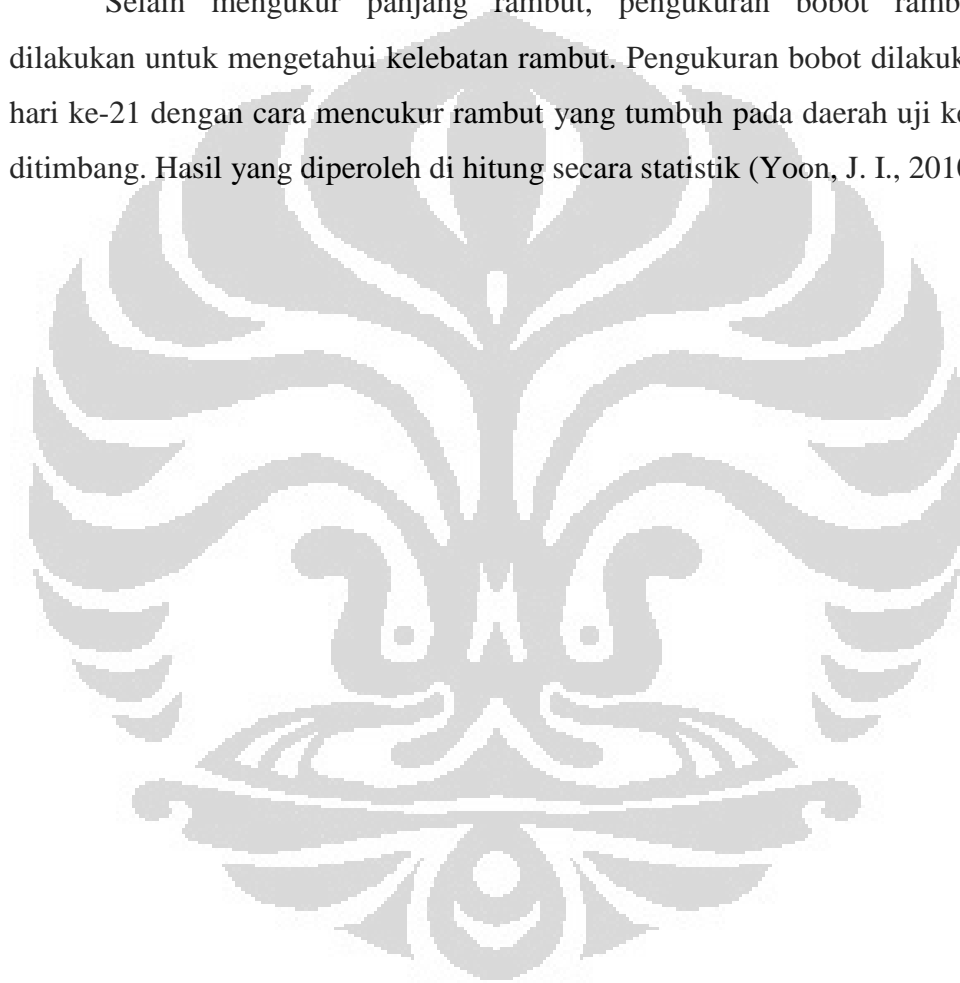 Selain mengukur panjang rambut, pengukuran bobot
dilakukan untuk mengetahui kelebatan rambut. Pengukuran bobot
hari ke-21 dengan cara mencukur rambut yang tumbuh pada daerah uji
ditimbang. Hasil yang diperoleh di hitung secara statistik (Yoon, J. I.,